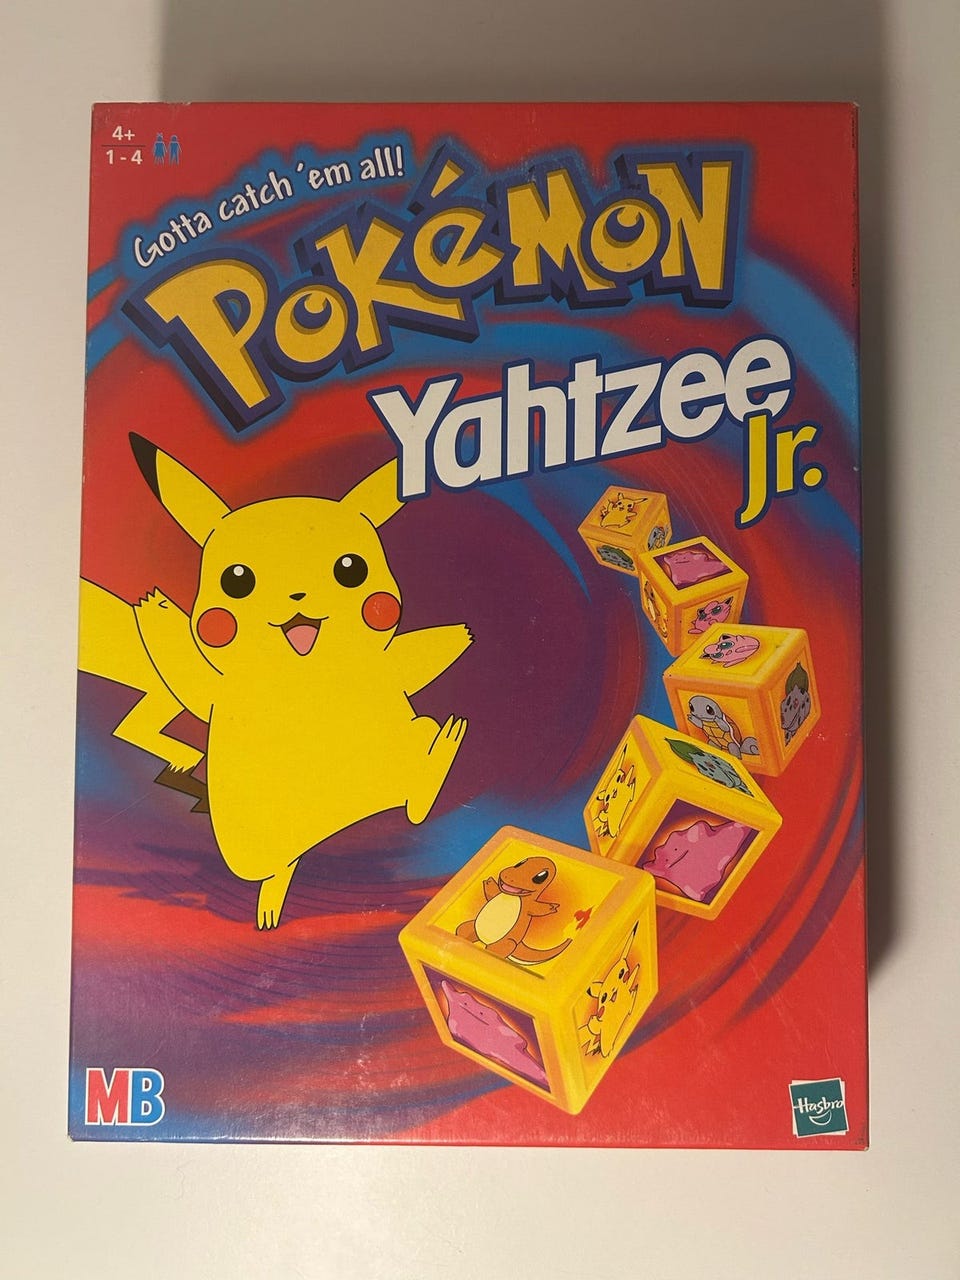 4+
1 - 4
Gotta catch 'em all!
POKéMON
Yahtzee
Jr.
MB
Hasbro